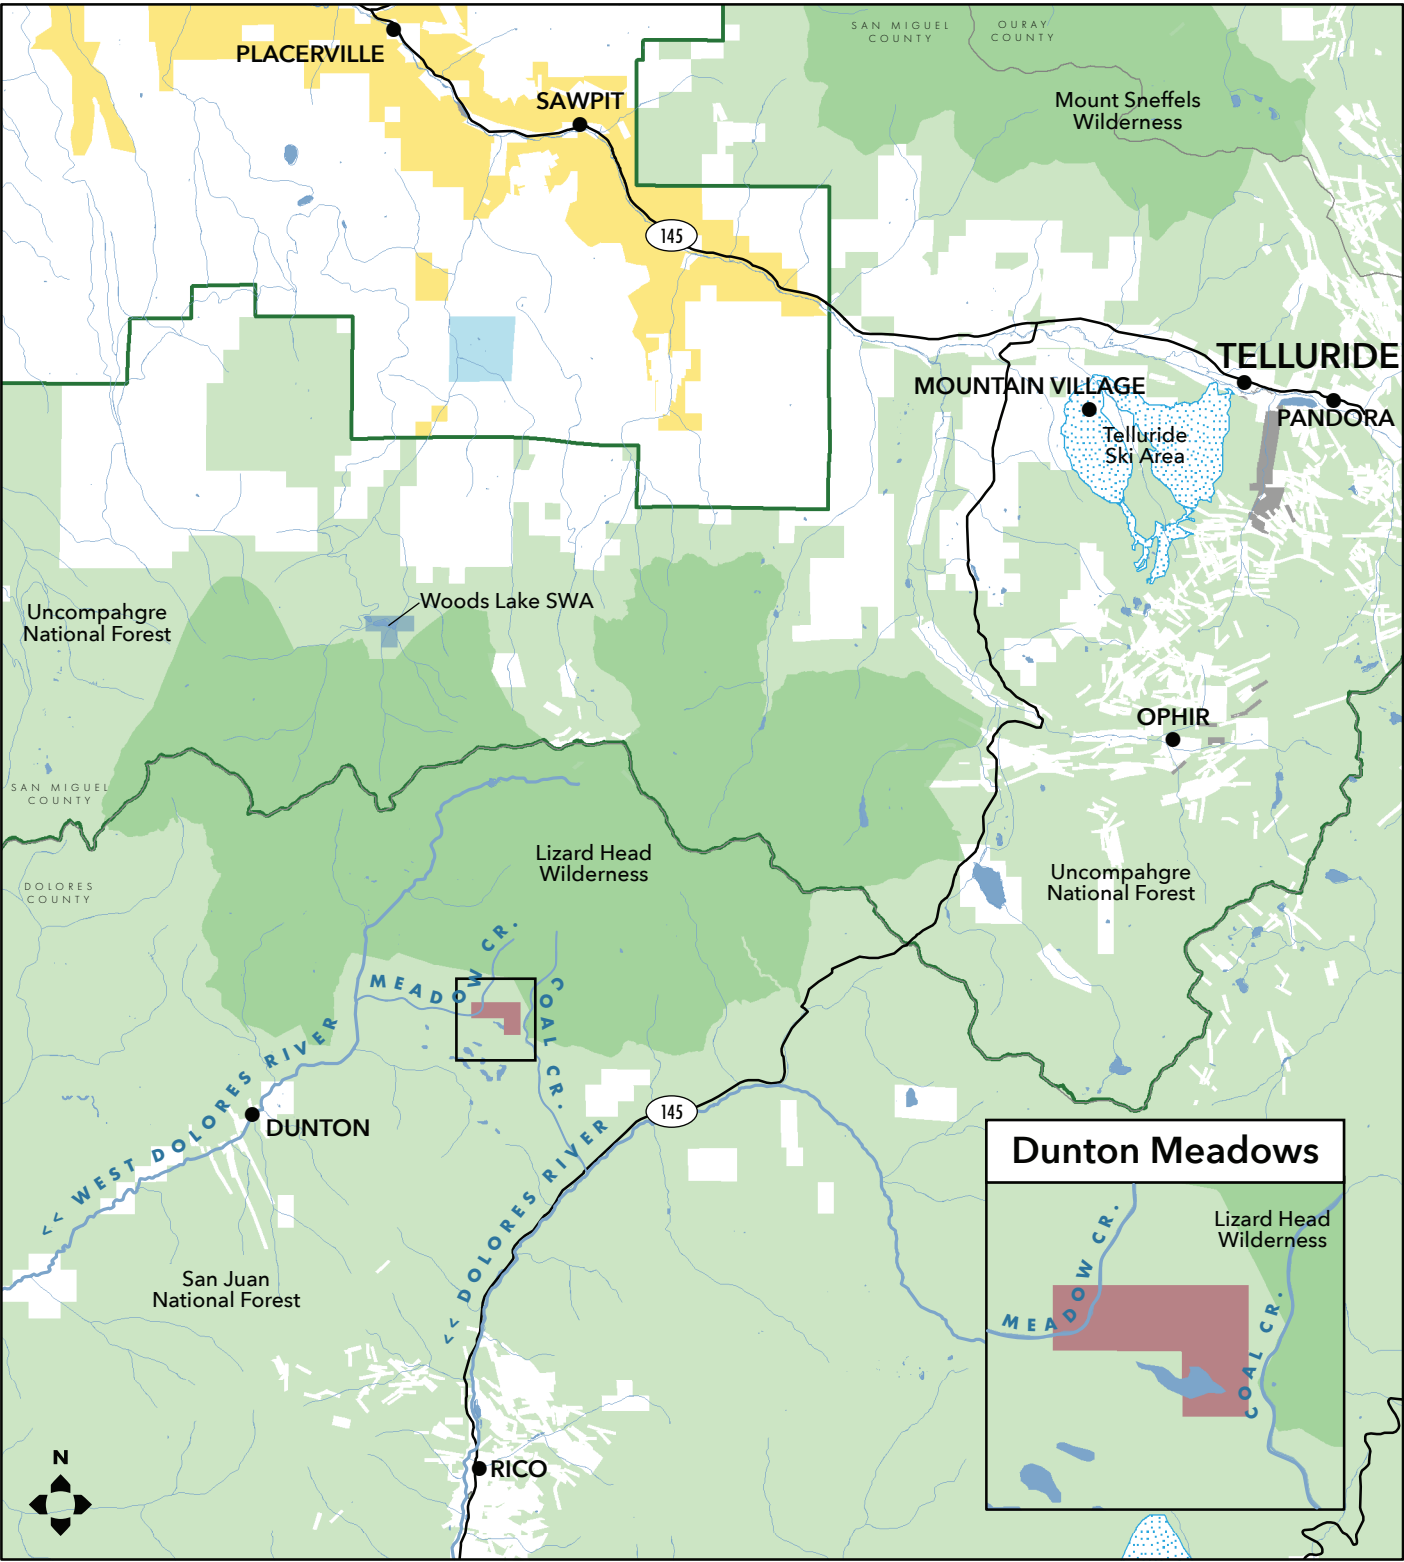 SAN MIGUEL
COUNTY
OURAY
COUNTY
PLACERVILLE
SAWPIT
Mount Sneffels
Wilderness
145
TELLURIDE
MOUNTAIN VILLAGE
PANDORA
Telluride
Ski Area
Woods Lake SWA
Uncompahgre
National Forest
OPHIR
SAN MIGUEL
COUNTY
Lizard Head
Wilderness
Uncompahgre
National Forest
DOLORES
COUNTY
MEADOW CR.
COAL CR.
<< WEST DOLORES RIVER
DUNTON
145
<< DOLORES RIVER
San Juan
National Forest
RICO
N
Dunton Meadows
Lizard Head
Wilderness
MEADOW CR.
COAL CR.